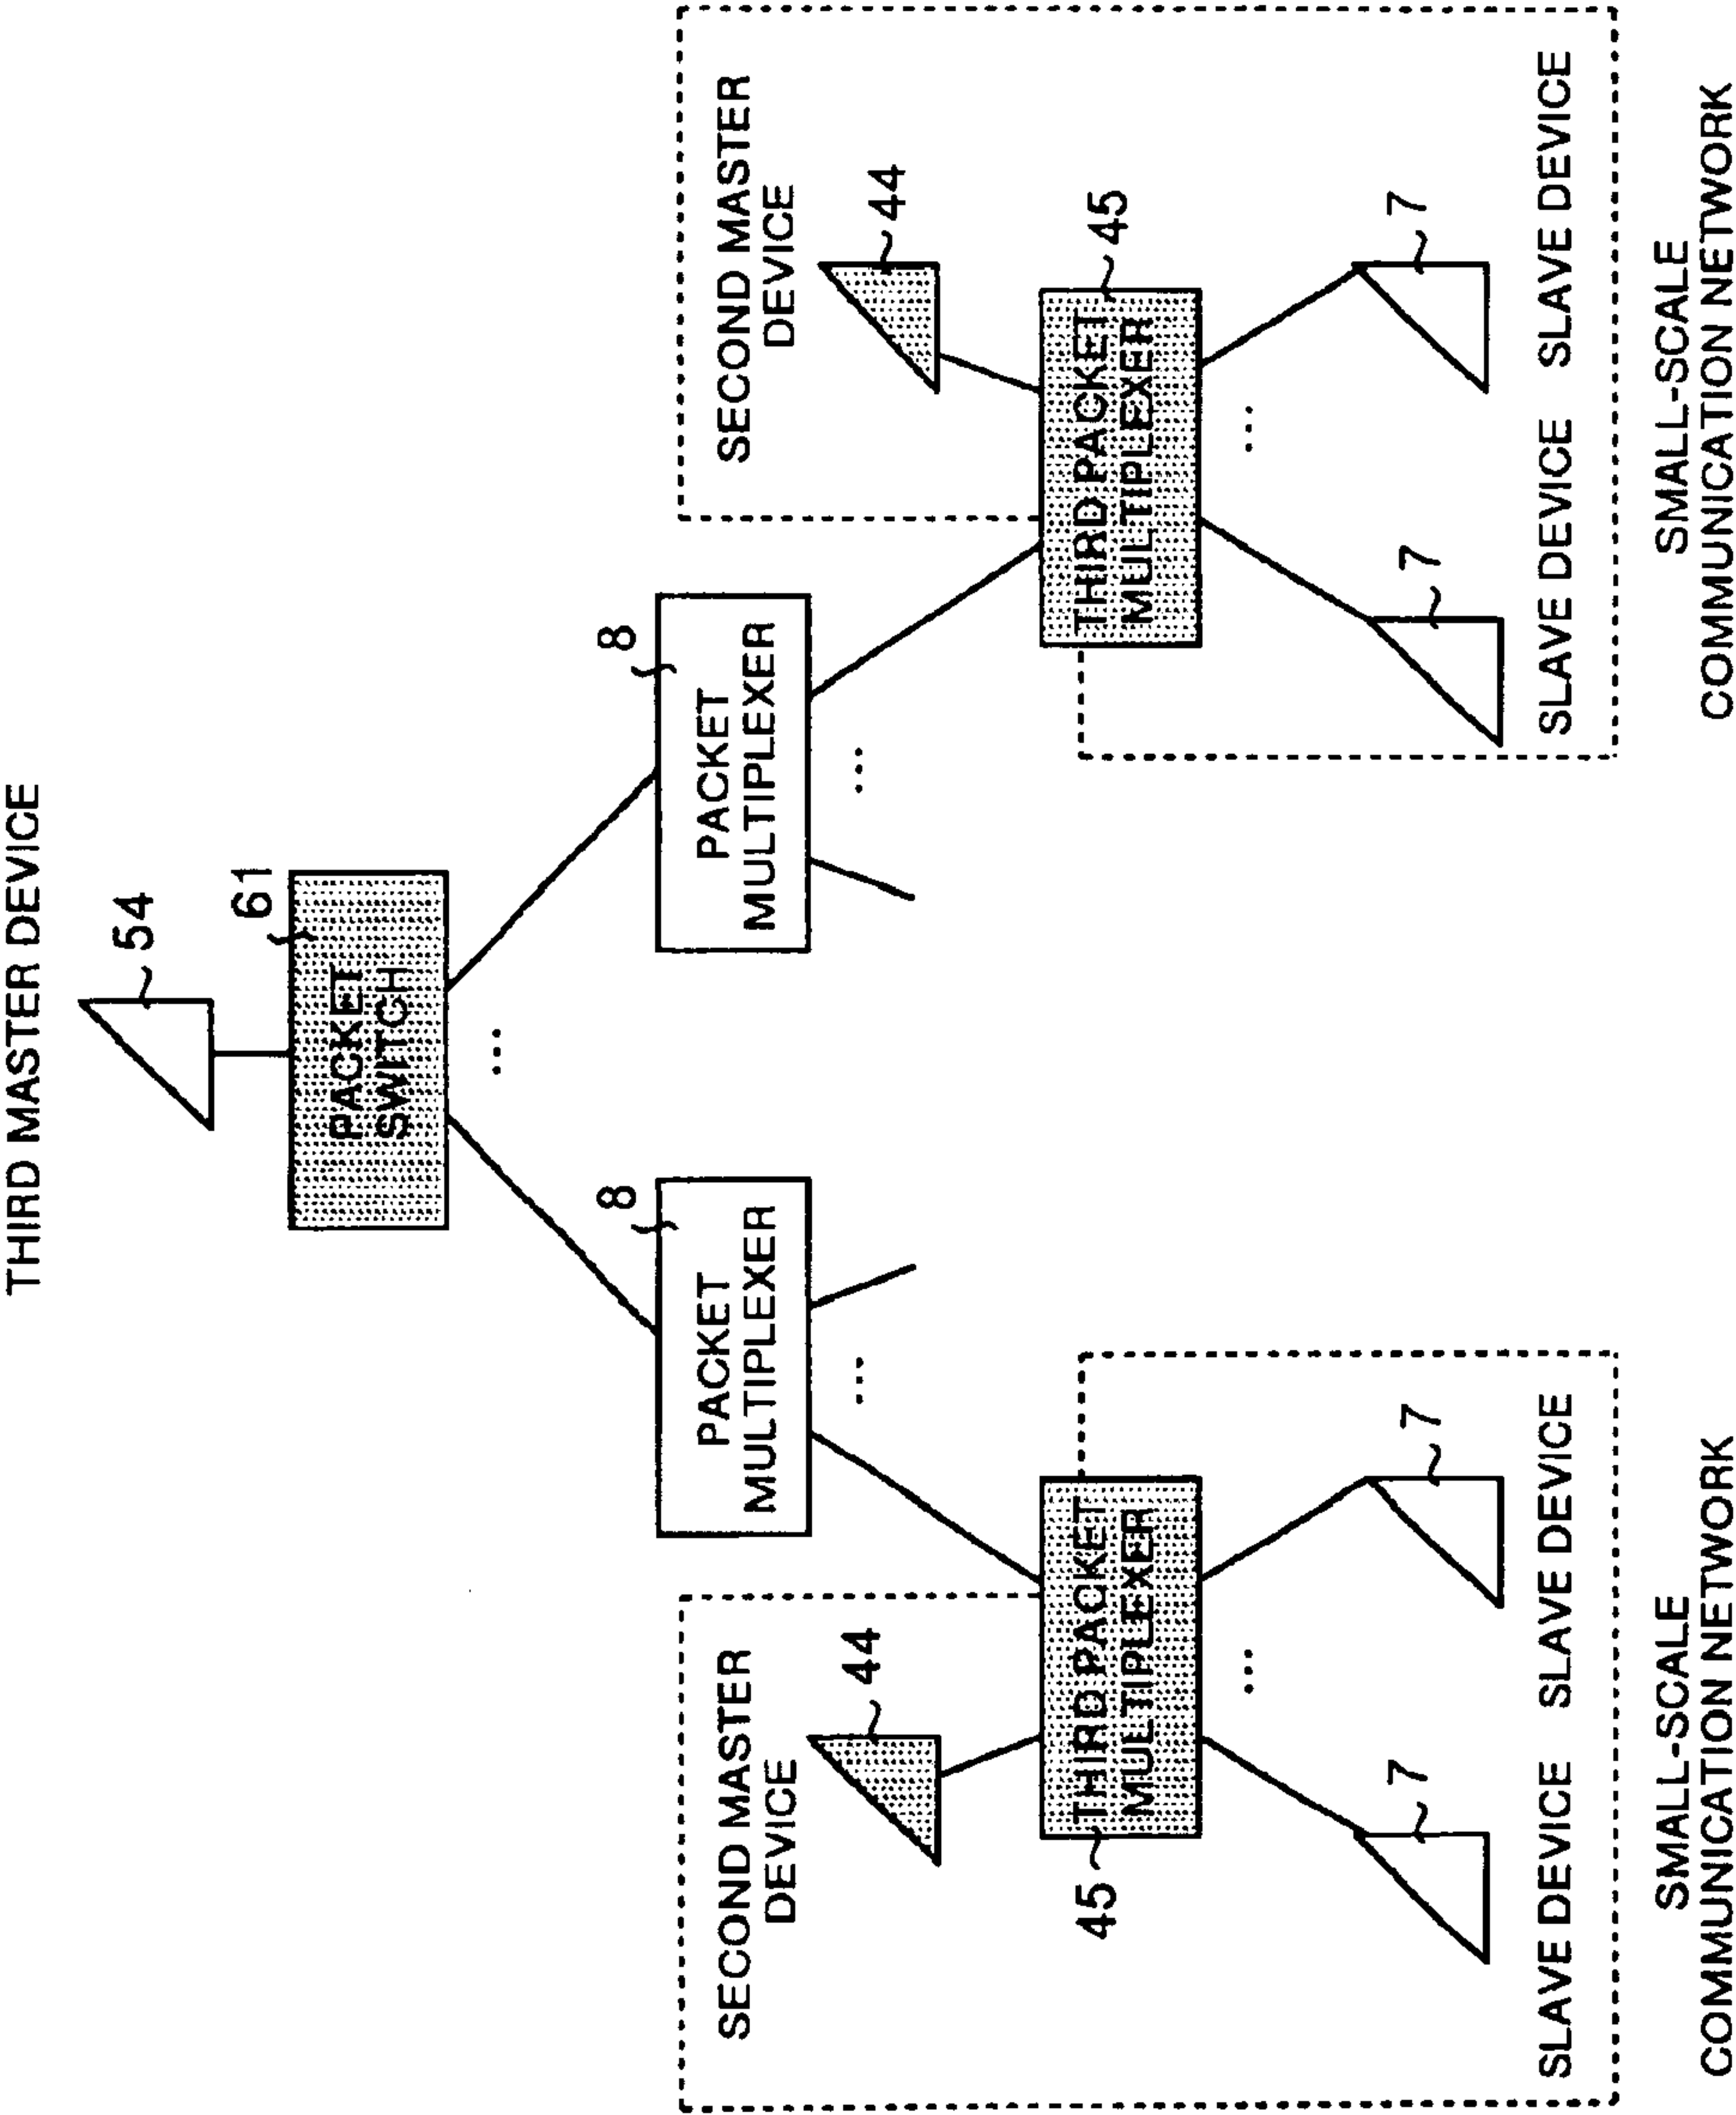 THIRD MASTER DEVICE
54
61
PACKET
SWITCH
8
PACKET
MULTIPLEXER
8
PACKET
MULTIPLEXER
SECOND MASTER
DEVICE
44
45
THIRD PACKET
MULTIPLEXER
7
7
SLAVE DEVICE
SLAVE DEVICE
SMALL-SCALE
COMMUNICATION NETWORK
SECOND MASTER
DEVICE
44
45
THIRD PACKET
MULTIPLEXER
7
7
SLAVE DEVICE
SLAVE DEVICE
SMALL-SCALE
COMMUNICATION NETWORK